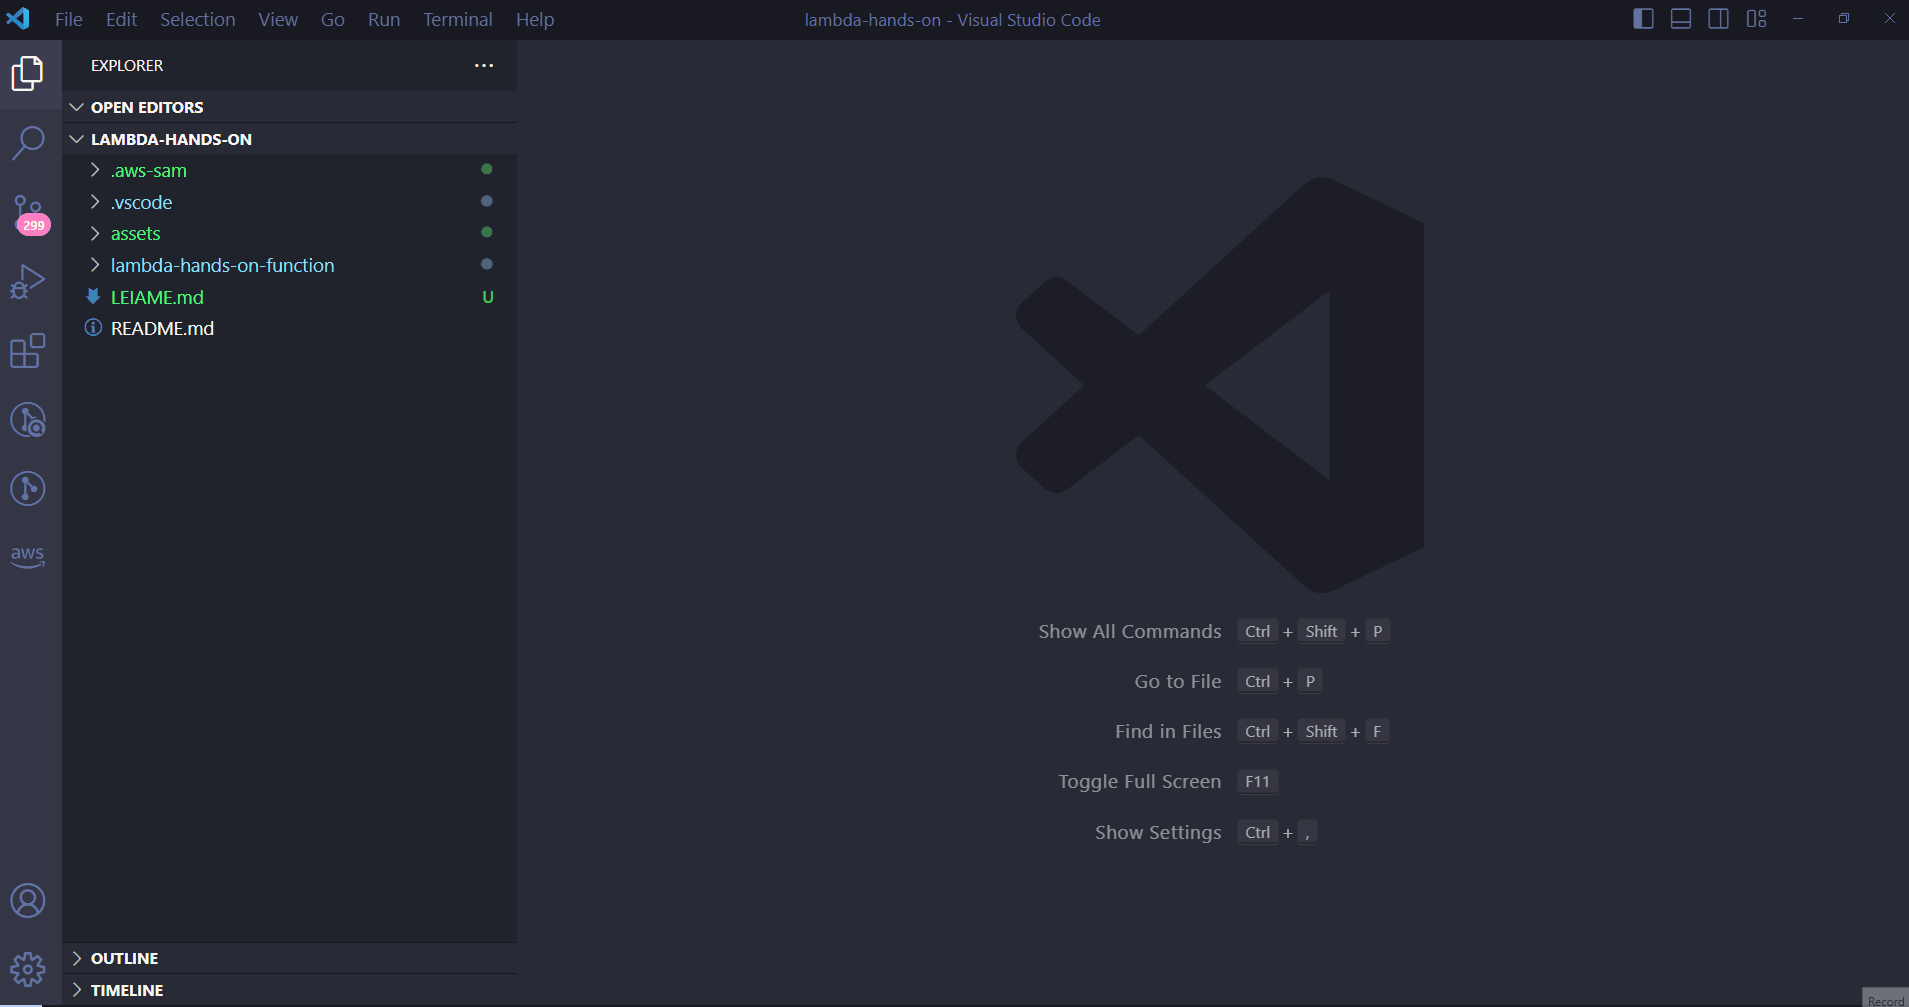 File Edit Selection View Go Run Terminal Help
lambda-hands-on - Visual Studio Code
EXPLORER
OPEN EDITORS
LAMBDA-HANDS-ON
.aws-sam
.vscode
assets
lambda-hands-on-function
LEIAME.md U
README.md
299
aws
Show All Commands Ctrl + Shift + P
Go to File Ctrl + P
Find in Files Ctrl + Shift + F
Toggle Full Screen F11
Show Settings Ctrl + ,
OUTLINE
TIMELINE
Record